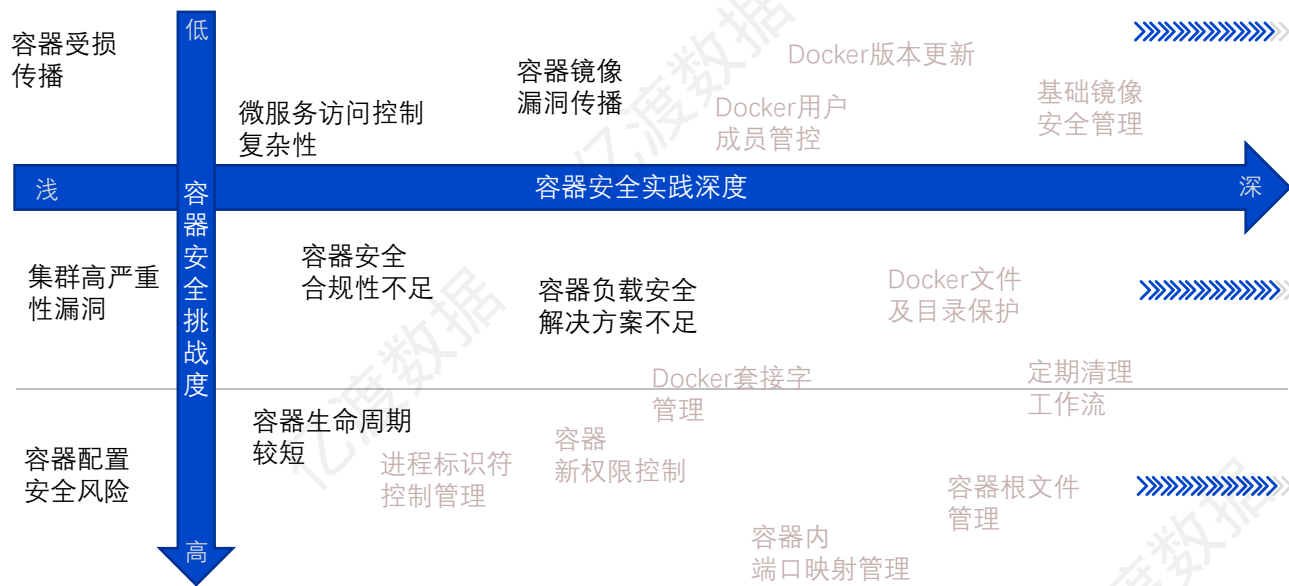 容器受损
传播
低
微服务访问控制
复杂性
容器镜像
漏洞传播
Docker版本更新
Docker用户
成员管控
基础镜像
安全管理
浅
容器安全实践深度
深
容器安全挑战度
集群高严重
性漏洞
容器安全
合规性不足
容器负载安全
解决方案不足
Docker文件
及目录保护
Docker套接字
管理
定期清理
工作流
容器配置
安全风险
容器生命周期
较短
进程标识符
控制管理
容器
新权限控制
容器根文件
管理
容器内
端口映射管理
高
亿渡数据
亿渡数据
亿渡数据